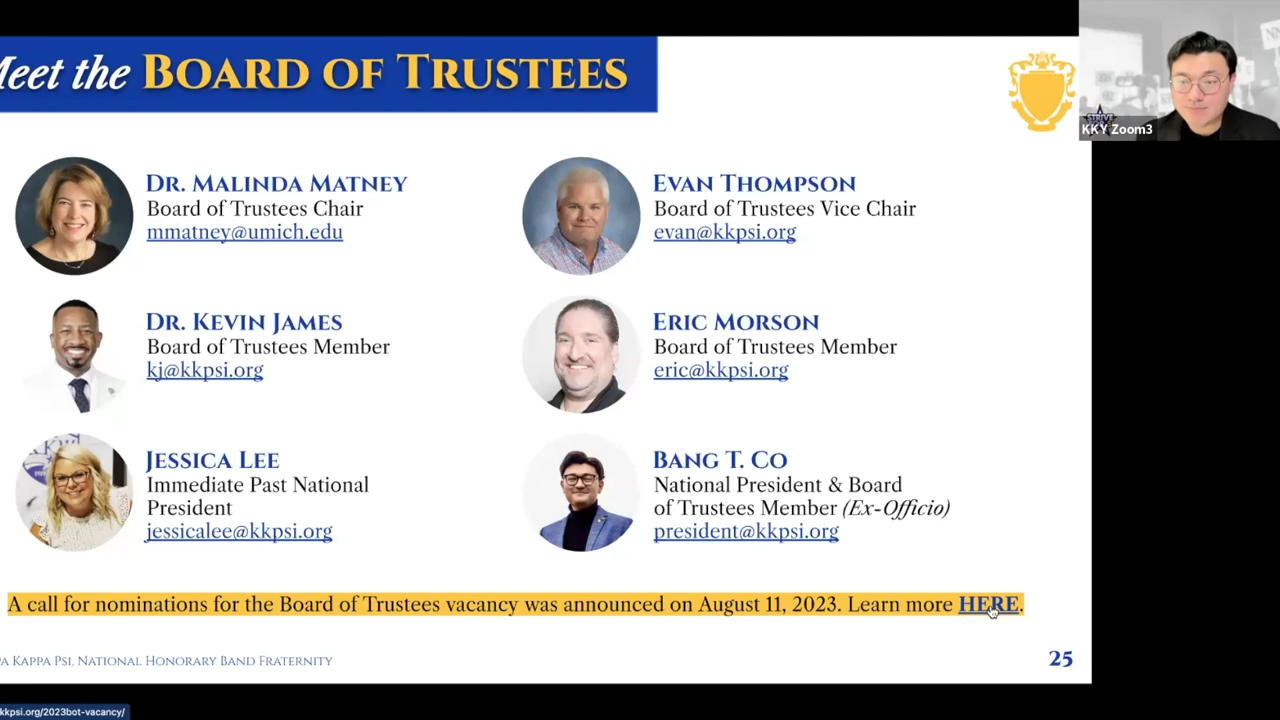 Meet the BOARD OF TRUSTEES
KKY Zoom3
DR. MALINDA MATNEY
Board of Trustees Chair
mmatney@umich.edu
EVAN THOMPSON
Board of Trustees Vice Chair
evan@kkpsi.org
DR. KEVIN JAMES
Board of Trustees Member
kj@kkpsi.org
ERIC MORSON
Board of Trustees Member
eric@kkpsi.org
JESSICA LEE
Immediate Past National
President
jessicalee@kkpsi.org
BANG T. CO
National President & Board
of Trustees Member (Ex-Officio)
president@kkpsi.org
A call for nominations for the Board of Trustees vacancy was announced on August 11, 2023. Learn more HERE.
PA KAPPA PSI, NATIONAL HONORARY BAND FRATERNITY
25
kkpsi.org/2023bot-vacancy/